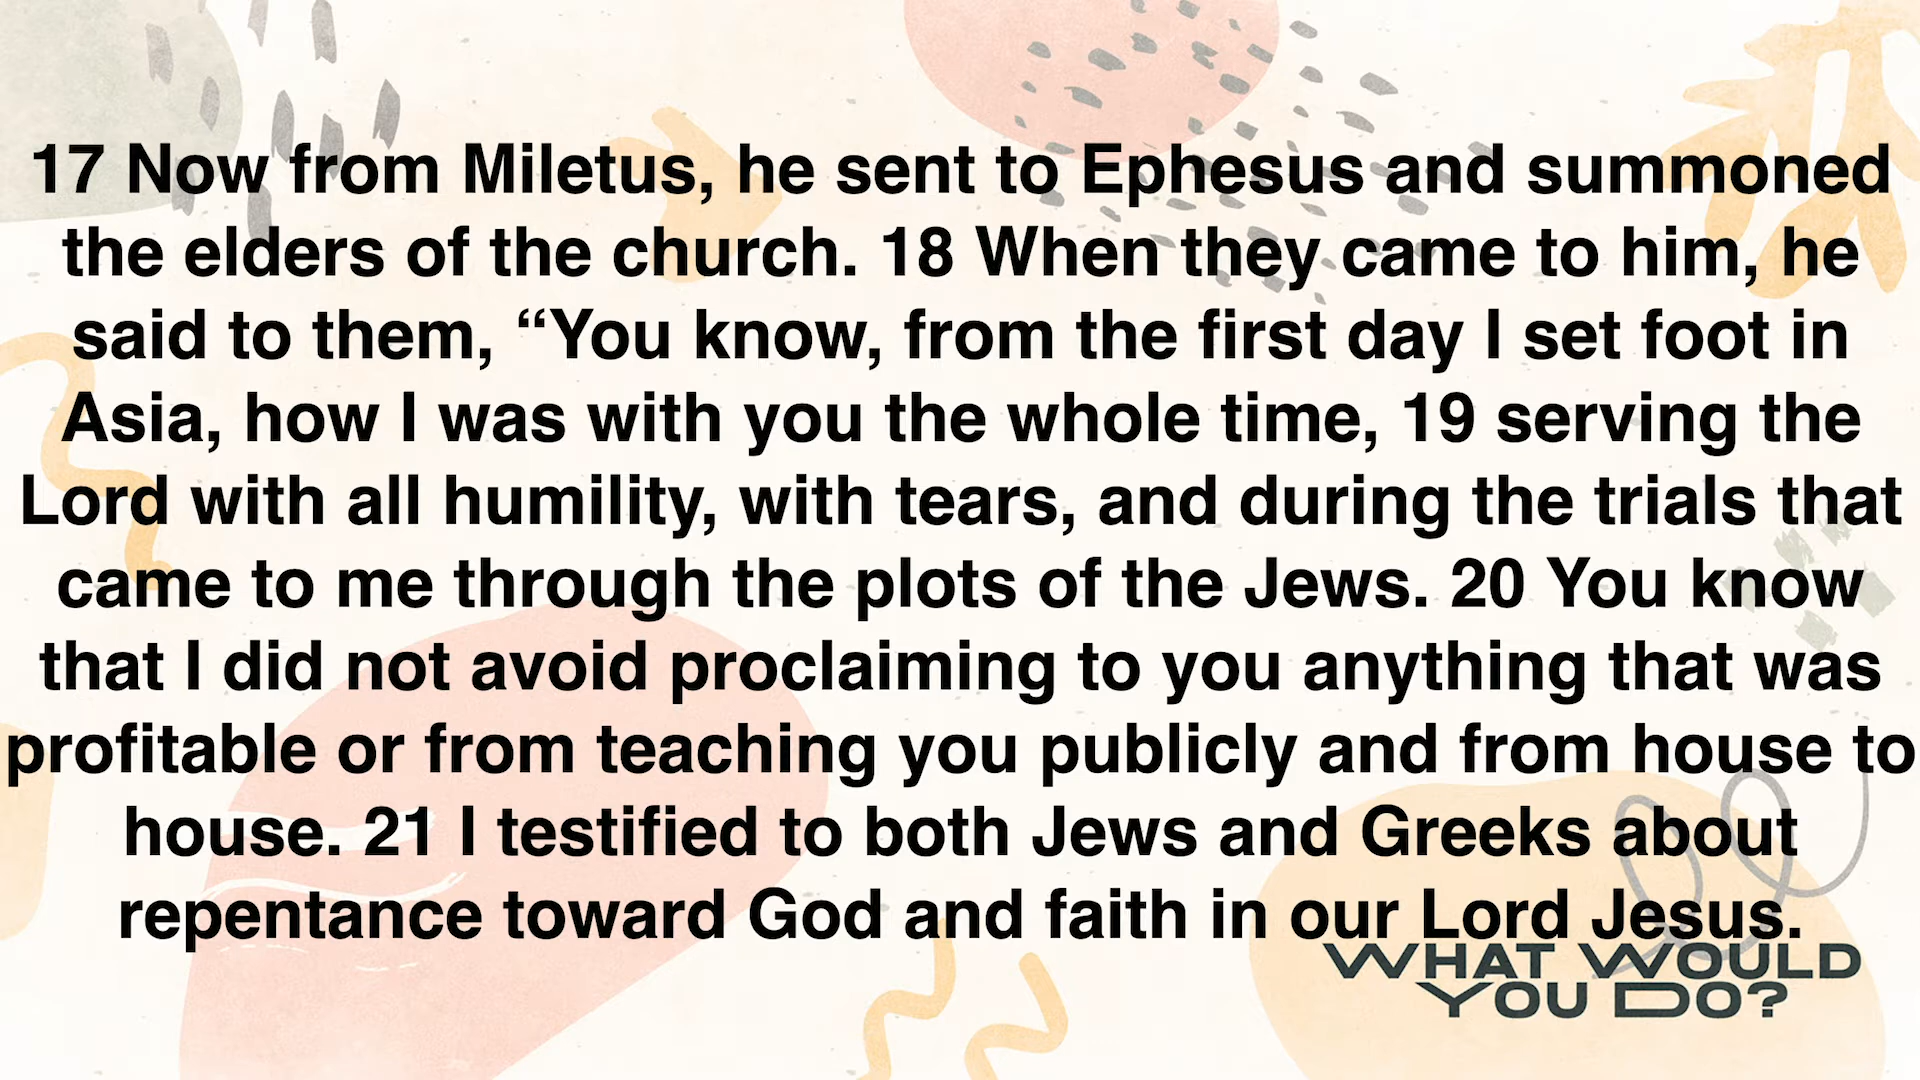 17 Now from Miletus, he sent to Ephesus and summoned
the elders of the church. 18 When they came to him, he
said to them, “You know, from the first day I set foot in
Asia, how I was with you the whole time, 19 serving the
Lord with all humility, with tears, and during the trials that
came to me through the plots of the Jews. 20 You know
that I did not avoid proclaiming to you anything that was
profitable or from teaching you publicly and from house to
house. 21 I testified to both Jews and Greeks about
repentance toward God and faith in our Lord Jesus.
WHAT WOULD
YOU DO?